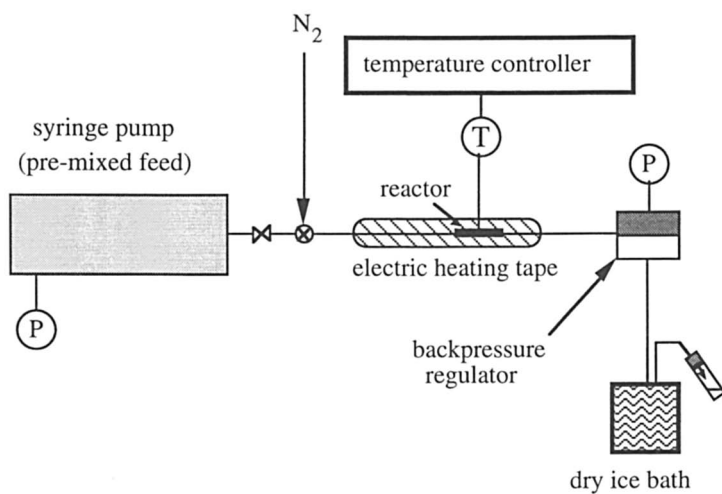 N2
temperature controller
syringe pump
(pre-mixed feed)
T
P
reactor
electric heating tape
P
backpressure
regulator
dry ice bath